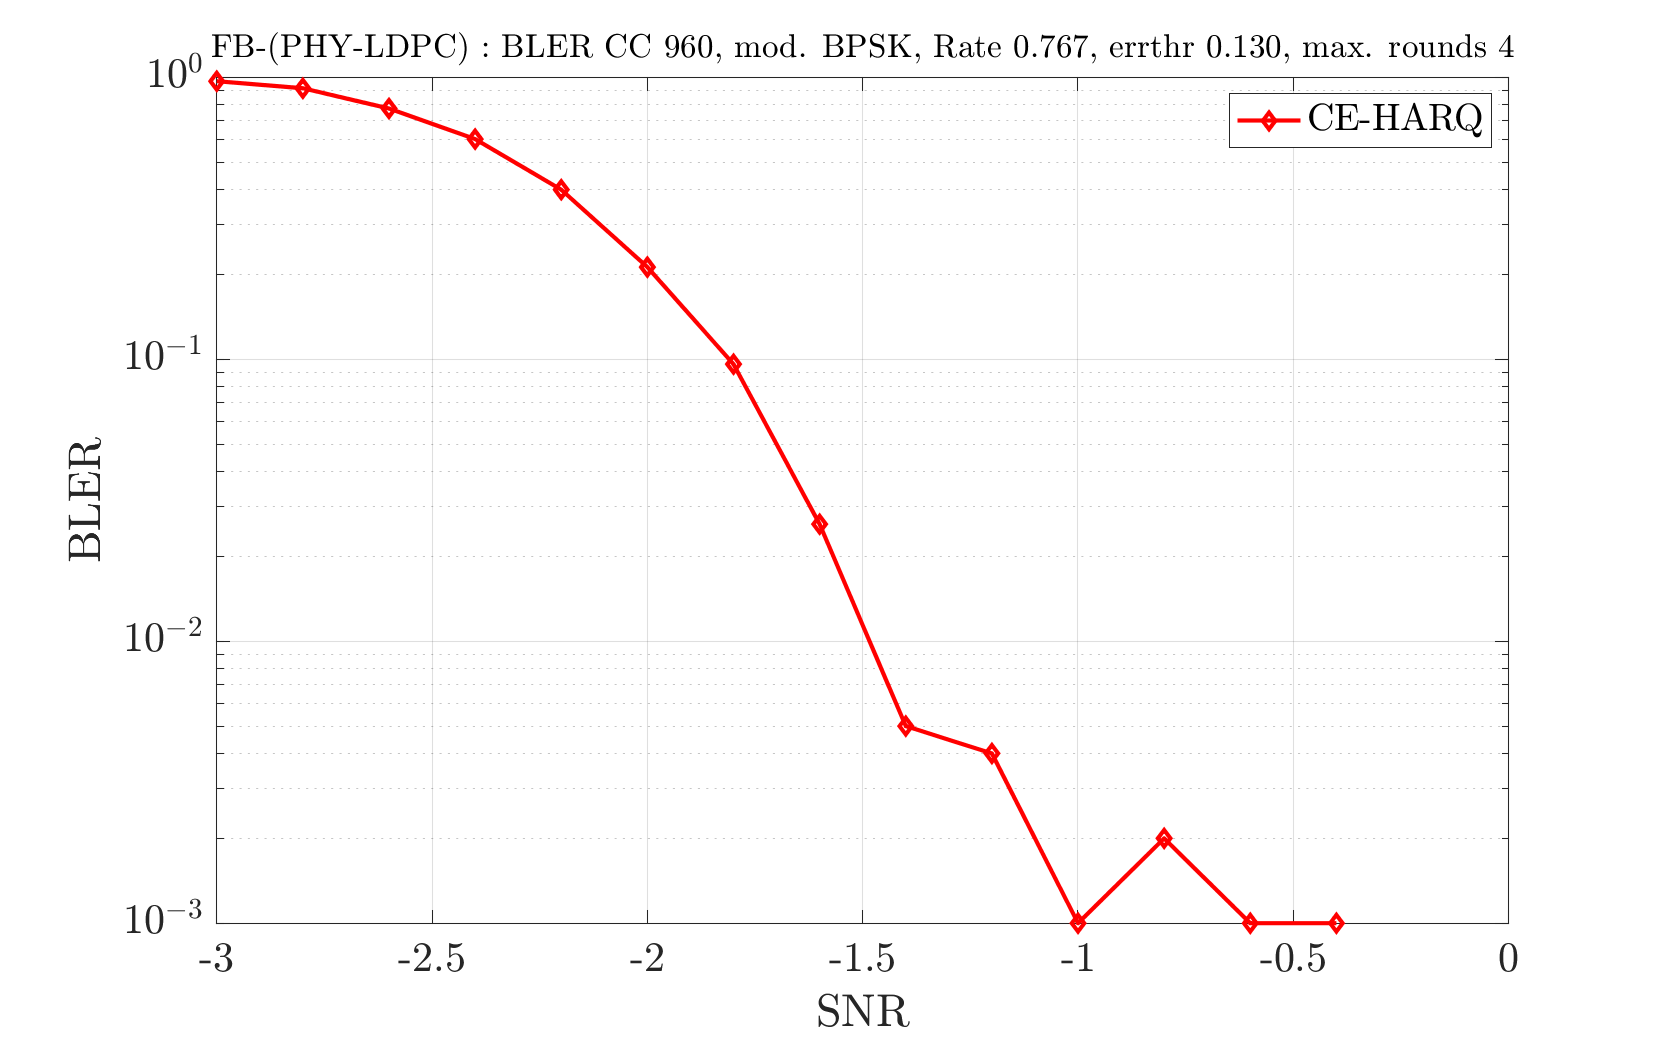 FB-(PHY-LDPC) : BLER CC 960, mod. BPSK, Rate 0.767, errthr 0.130, max. rounds 4
CE-HARQ
10^0
10^{-1}
10^{-2}
10^{-3}
BLER
-3 -2.5 -2 -1.5 -1 -0.5 0
SNR